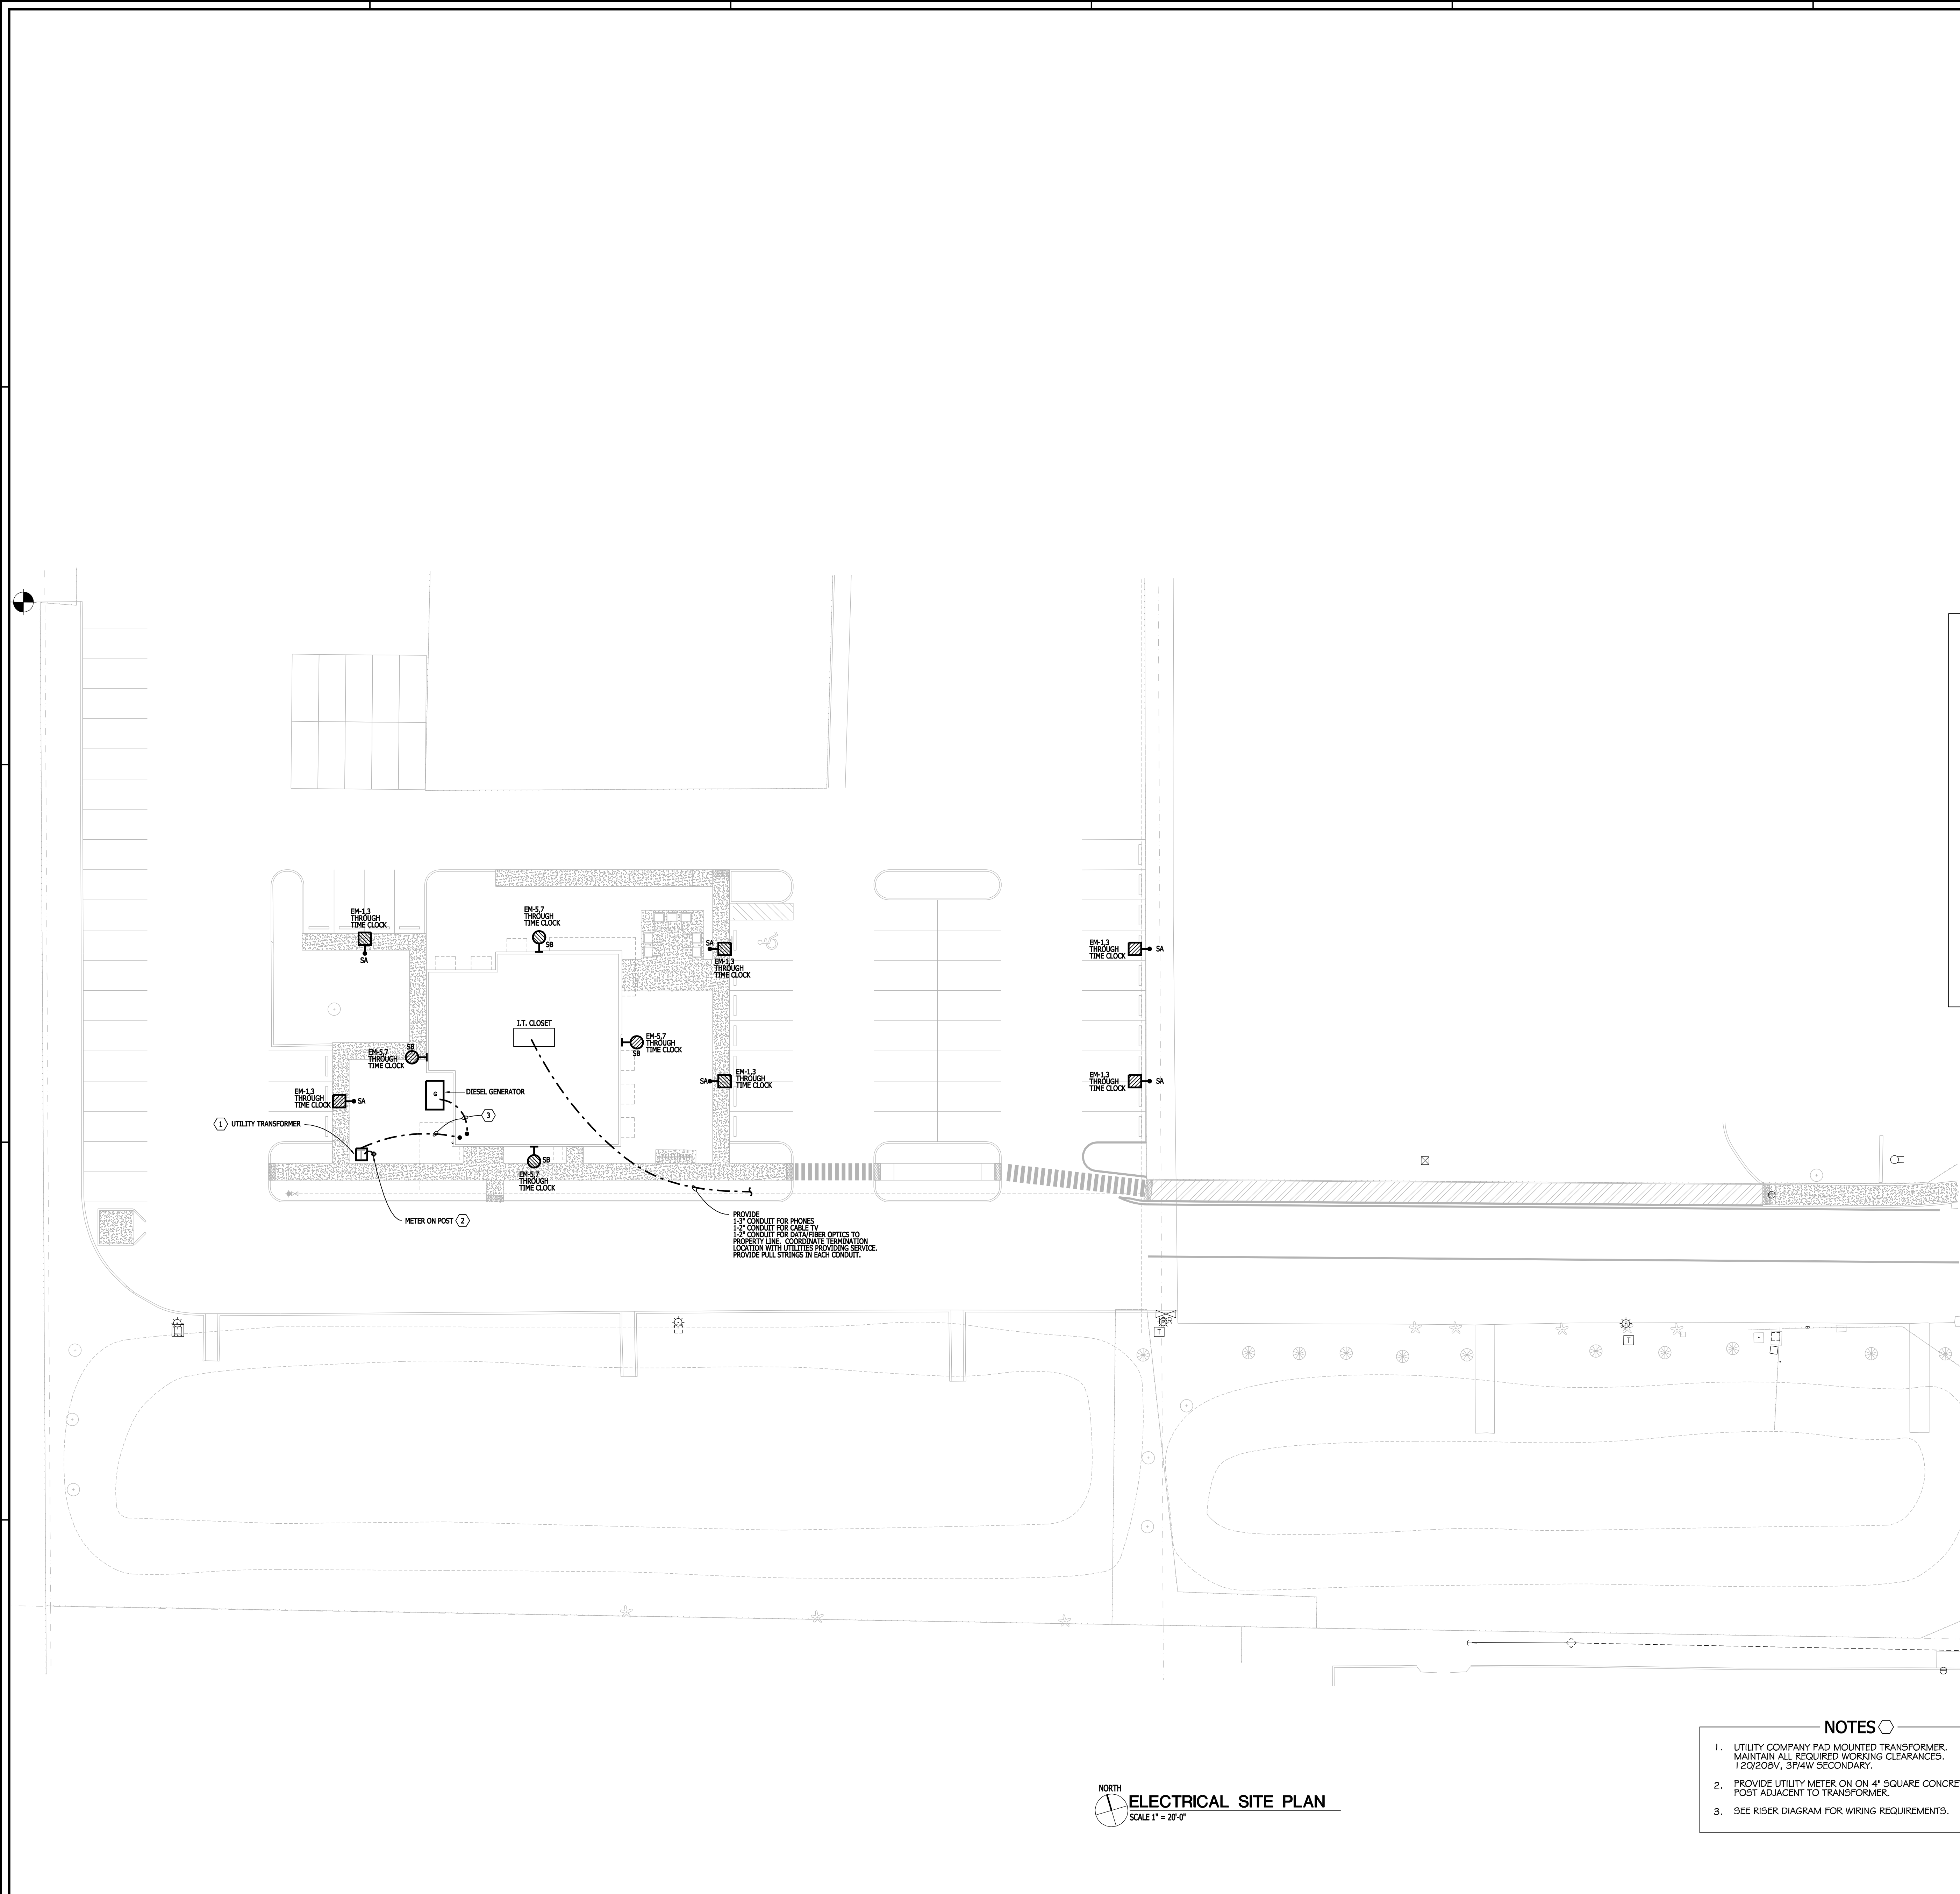 EM-1,3
THROUGH
TIME CLOCK
SA
EM-5,7
THROUGH
TIME CLOCK
SB
SA
EM-1,3
THROUGH
TIME CLOCK
EM-1,3
THROUGH
TIME CLOCK
SA
I.T. CLOSET
EM-5,7
THROUGH
TIME CLOCK
SB
SB
EM-5,7
THROUGH
TIME CLOCK
EM-1,3
THROUGH
TIME CLOCK
SA
G
DIESEL GENERATOR
SA
EM-1,3
THROUGH
TIME CLOCK
EM-1,3
THROUGH
TIME CLOCK
SA
1 UTILITY TRANSFORMER
3
T
SB
EM-5,7
THROUGH
TIME CLOCK
METER ON POST 2
PROVIDE
1-3" CONDUIT FOR PHONES
1-2" CONDUIT FOR CABLE TV
1-2" CONDUIT FOR DATA/FIBER OPTICS TO
PROPERTY LINE. COORDINATE TERMINATION
LOCATION WITH UTILITIES PROVIDING SERVICE.
PROVIDE PULL STRINGS IN EACH CONDUIT.
T
T
NOTES
1. UTILITY COMPANY PAD MOUNTED TRANSFORMER.
MAINTAIN ALL REQUIRED WORKING CLEARANCES.
120/208V, 3P/4W SECONDARY.
2. PROVIDE UTILITY METER ON ON 4" SQUARE CONCRE
POST ADJACENT TO TRANSFORMER.
3. SEE RISER DIAGRAM FOR WIRING REQUIREMENTS.
NORTH
ELECTRICAL SITE PLAN
SCALE 1" = 20'-0"